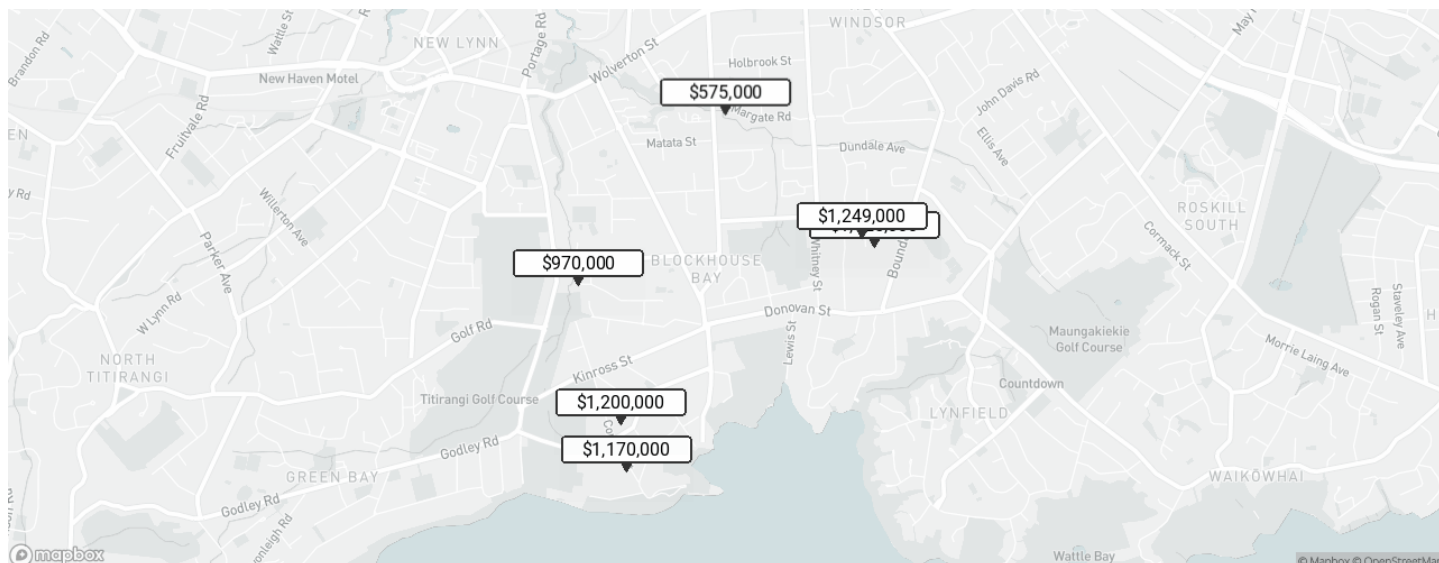 WINDSOR
NEW LYNN
Brandon Rd
Wattle St
Portage Rd
Wolverton St
Holbrook St
New Haven Motel
$575,000
Margate Rd
John Davis Rd
Fruitvale Rd
Matata St
Dundale Ave
Ellis Ave
Willerton Ave
$1,249,000
ROSKILL
SOUTH
Parker Ave
Whitney St
Cormack St
$970,000
BLOCKHOUSE
BAY
W Lynn Rd
Golf Rd
Donovan St
Rogan St
Staveley Ave
Lewis St
Maungakiekie
Golf Course
NORTH
TITIRANGI
Kinross St
Morrie Laing Ave
Titirangi Golf Course
$1,200,000
Countdown
LYNFIELD
$1,170,000
Godley Rd
GREEN BAY
WAIKŌWHAI
Godley Rd
Wattle Bay
mapbox
© Mapbox © OpenStreetMap